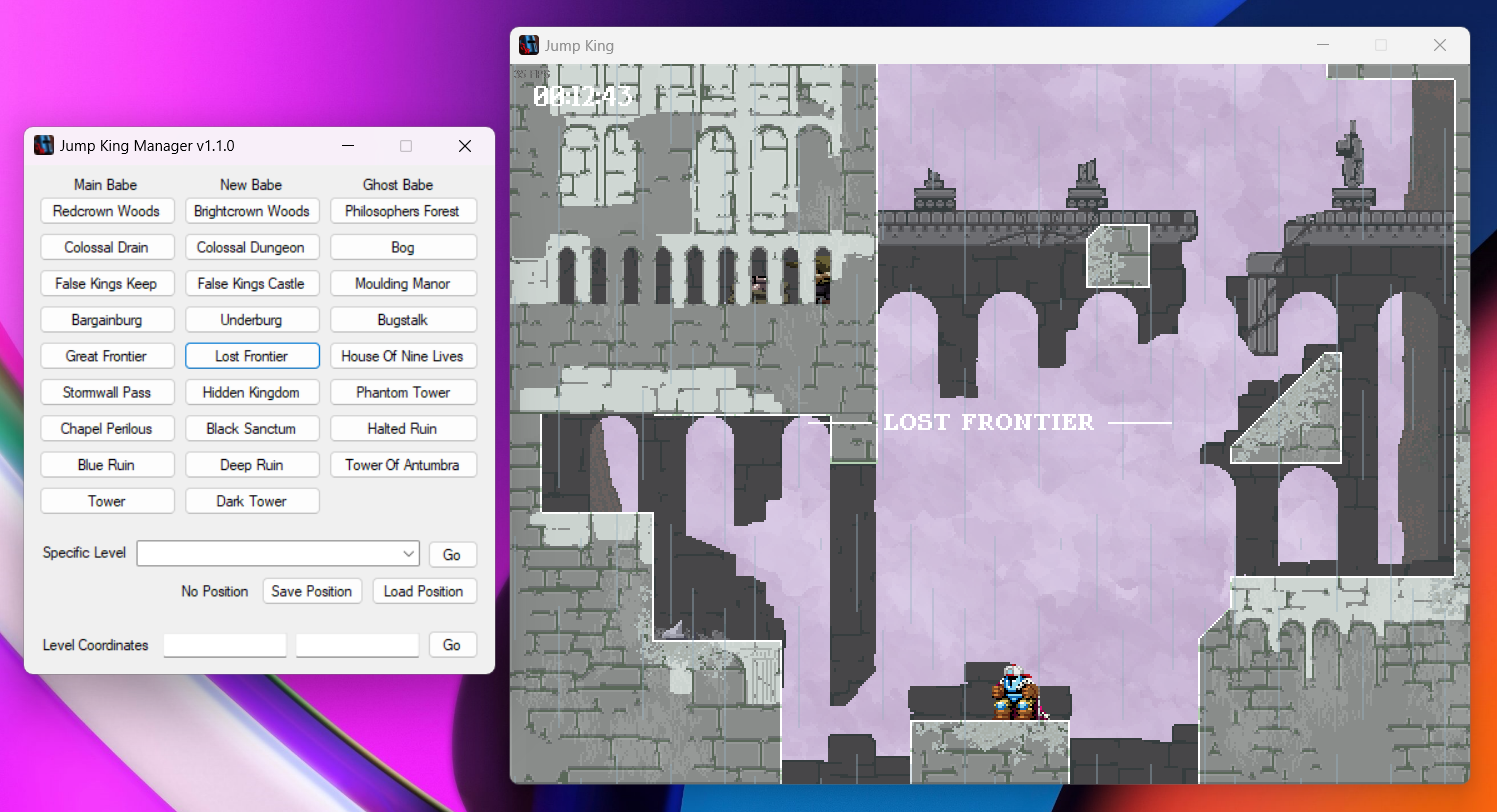 Jump King Manager v1.1.0
Main Babe New Babe Ghost Babe
Redcrown Woods Brightcrown Woods Philosophers Forest
Colossal Drain Colossal Dungeon Bog
False Kings Keep False Kings Castle Moulding Manor
Bargainburg Underburg Bugstalk
Great Frontier Lost Frontier House Of Nine Lives
Stormwall Pass Hidden Kingdom Phantom Tower
Chapel Perilous Black Sanctum Halted Ruin
Blue Ruin Deep Ruin Tower Of Antumbra
Tower Dark Tower
Specific Level Go
No Position Save Position Load Position
Level Coordinates Go
Jump King
00:12:43
LOST FRONTIER